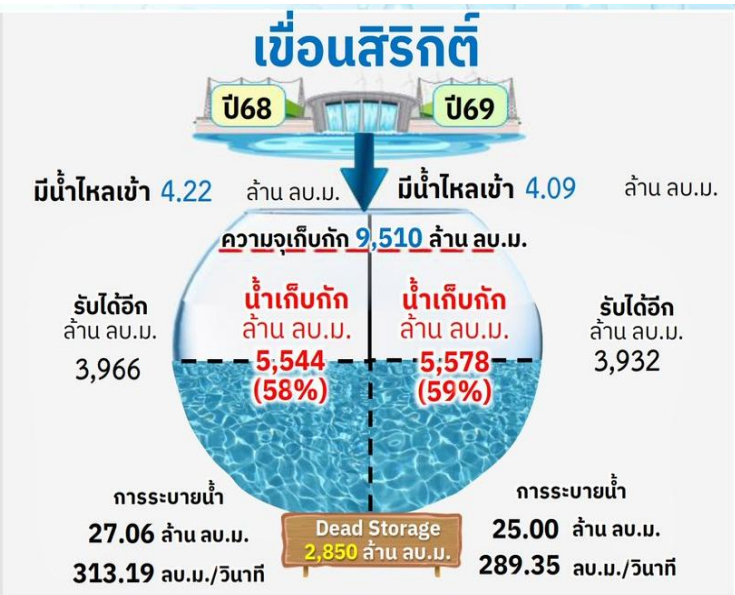 เขื่อนสิริกิติ์
ปี68 ปี69
มีน้ำไหลเข้า 4.22 ล้าน ลบ.ม. มีน้ำไหลเข้า 4.09 ล้าน ลบ.ม.
ความจุเก็บกัก 9,510 ล้าน ลบ.ม.
รับได้อีก
ล้าน ลบ.ม.
3,966
น้ำเก็บกัก
ล้าน ลบ.ม.
5,544
(58%)
น้ำเก็บกัก
ล้าน ลบ.ม.
5,578
(59%)
รับได้อีก
ล้าน ลบ.ม.
3,932
การระบายน้ำ
27.06 ล้าน ลบ.ม.
313.19 ลบ.ม./วินาที
Dead Storage
2,850 ล้าน ลบ.ม.
การระบายน้ำ
25.00 ล้าน ลบ.ม.
289.35 ลบ.ม./วินาที